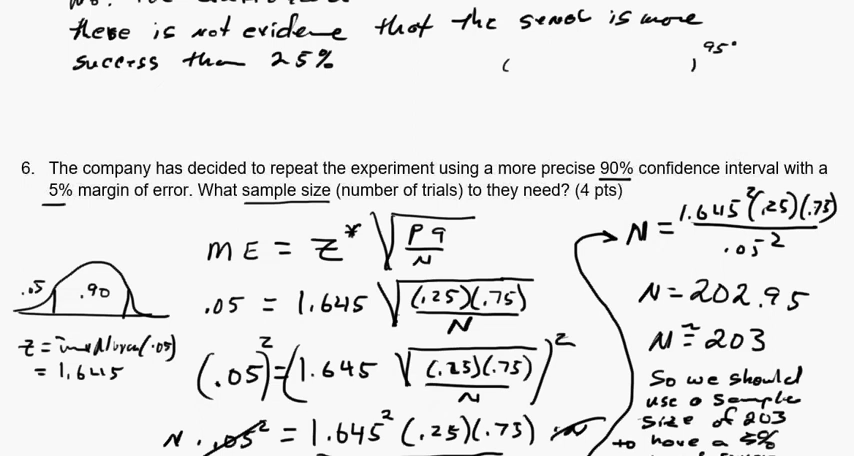 there is not evidence that the senol is more
success than 25%
( ) 95%
6. The company has decided to repeat the experiment using a more precise 90% confidence interval with a
5% margin of error. What sample size (number of trials) to they need? (4 pts)
ME = z* √(pq/N)
.05 .90
z = invNorm(.05)
= 1.645
.05 = 1.645 √((.25)(.75)/N)
(.05)² = (1.645 √((.25)(.75)/N))²
N · .05² = 1.645² (.25)(.75)
N = 1.645²(.25)(.75)/.05²
N = 202.95
N ≅ 203
So we should
use a sample
size of 203
to have a 5%